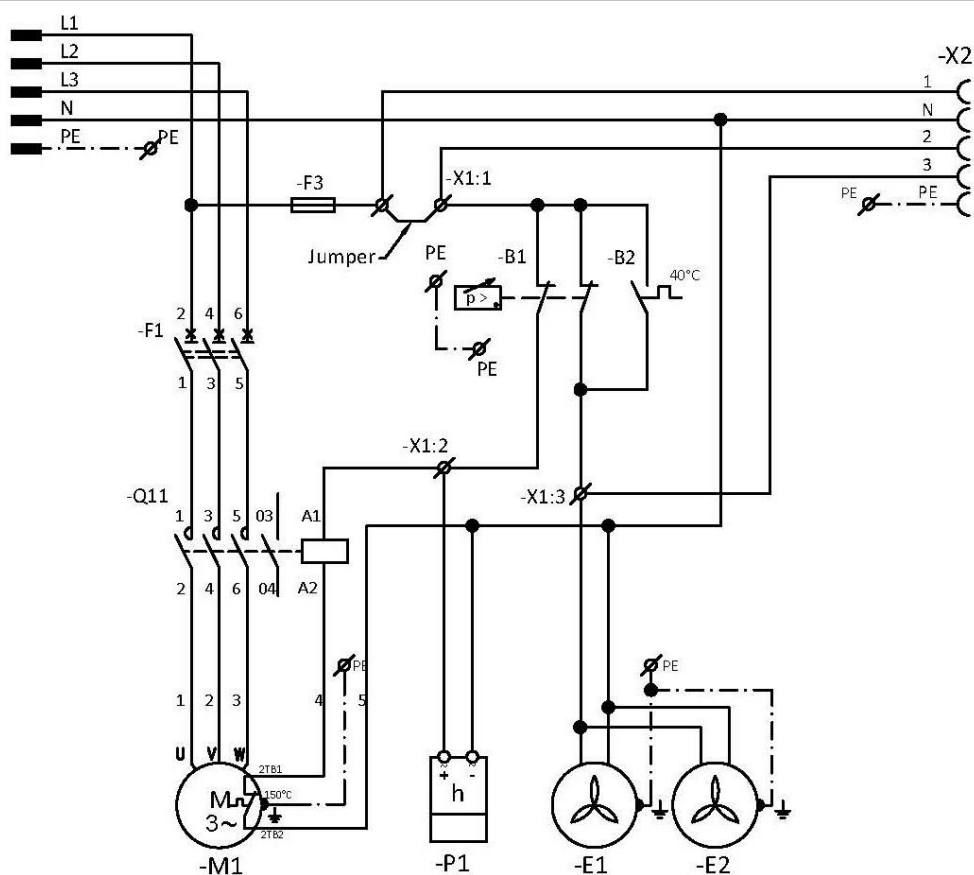 L1
L2
L3
N
PE
PE
-X2
1
N
2
3
PE
PE
-F3
-X1:1
Jumper
PE
-B1
-B2
40°C
p >
PE
2 4 6
-F1
1 3 5
-X1:2
-X1:3
-Q11
1 3 5 03 A1
2 4 6 04 A2
PE
PE
1 2 3 4 5
U V W
2TB1
M
150°C
3~
2TB2
≈ ≈
+ -
h
-M1
-P1
-E1
-E2